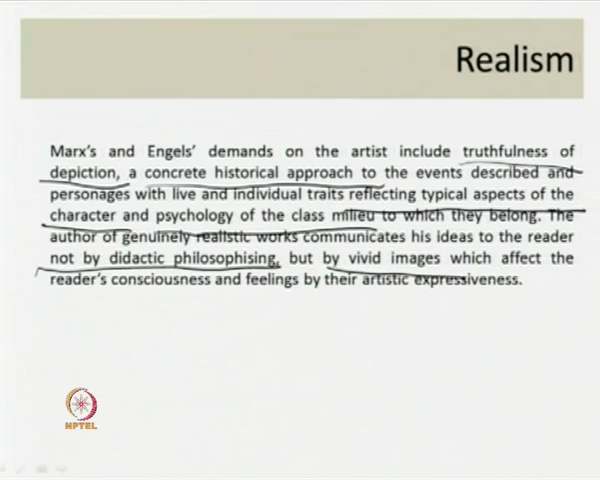 Realism
Marx's and Engels' demands on the artist include truthfulness of
depiction, a concrete historical approach to the events described and
personages with live and individual traits reflecting typical aspects of the
character and psychology of the class milieu to which they belong. The
author of genuinely realistic works communicates his ideas to the reader
not by didactic philosophising, but by vivid images which affect the
reader's consciousness and feelings by their artistic expressiveness.
NPTEL